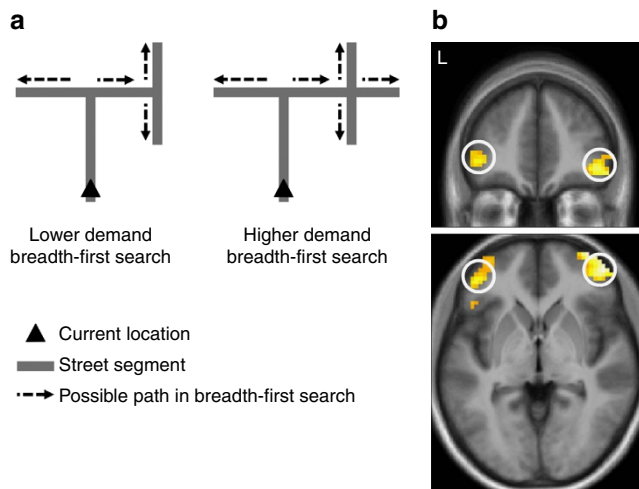 a
b
L
Lower demand
breadth-first search
Higher demand
breadth-first search
Current location
Street segment
Possible path in breadth-first search